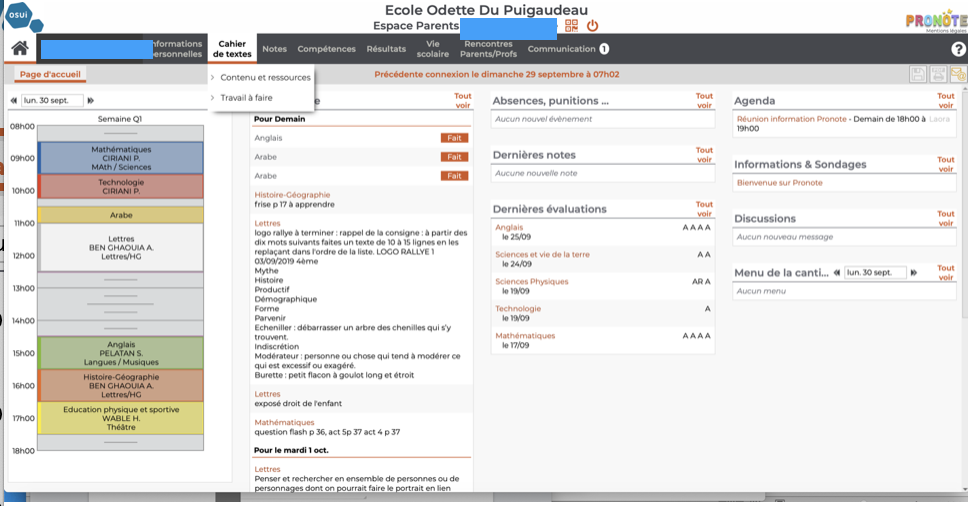 osui
Ecole Odette Du Puigaudeau
Espace Parents
PRONOTE
Mentions légales
nformations personnelles
Cahier de textes
Notes
Compétences
Résultats
Vie scolaire
Rencontres Parents/Profs
Communication 1
?
Page d'accueil
Contenu et ressources
Travail à faire
Précédente connexion le dimanche 29 septembre à 07h02
lun. 30 sept.
Semaine Q1
08h00
09h00
10h00
11h00
12h00
13h00
14h00
15h00
16h00
17h00
18h00
Mathématiques
CIRIANI P.
MAth / Sciences
Technologie
CIRIANI P.
Arabe
Lettres
BEN GHAOUIA A.
Lettres/HG
Anglais
PELATAN S.
Langues / Musiques
Histoire-Géographie
BEN GHAOUIA A.
Lettres/HG
Education physique et sportive
WABLE H.
Théâtre
e
Tout voir
Pour Demain
Anglais Fait
Arabe Fait
Arabe Fait
Histoire-Géographie
frise p 17 à apprendre
Lettres
logo rallye à terminer : rappel de la consigne : à partir des
dix mots suivants faites un texte de 10 à 15 lignes en les
replaçant dans l'ordre de la liste. LOGO RALLYE 1
03/09/2019 4ème
Mythe
Histoire
Productif
Démographique
Forme
Parvenir
Echeniller : débarrasser un arbre des chenilles qui s'y
trouvent.
Indiscrétion
Modérateur : personne ou chose qui tend à modérer ce
qui est excessif ou exagéré.
Burette : petit flacon à goulot long et étroit
Lettres
exposé droit de l'enfant
Mathématiques
question flash p 36, act 5p 37 act 4 p 37
Pour le mardi 1 oct.
Lettres
Penser et rechercher en ensemble de personnes ou de
personnages dont on pourrait faire le portrait en lien
Absences, punitions ...
Tout voir
Aucun nouvel évènement
Dernières notes
Tout voir
Aucune nouvelle note
Dernières évaluations
Tout voir
Anglais A A A A
le 25/09
Sciences et vie de la terre A A
le 24/09
Sciences Physiques AR A
le 19/09
Technologie A
le 19/09
Mathématiques A A A A
le 17/09
Agenda
Tout voir
Réunion information Pronote - Demain de 18h00 à Laora
19h00
Informations & Sondages
Tout voir
Bienvenue sur Pronote
Discussions
Tout voir
Aucun nouveau message
Menu de la canti... lun. 30 sept.
Tout voir
Aucun menu